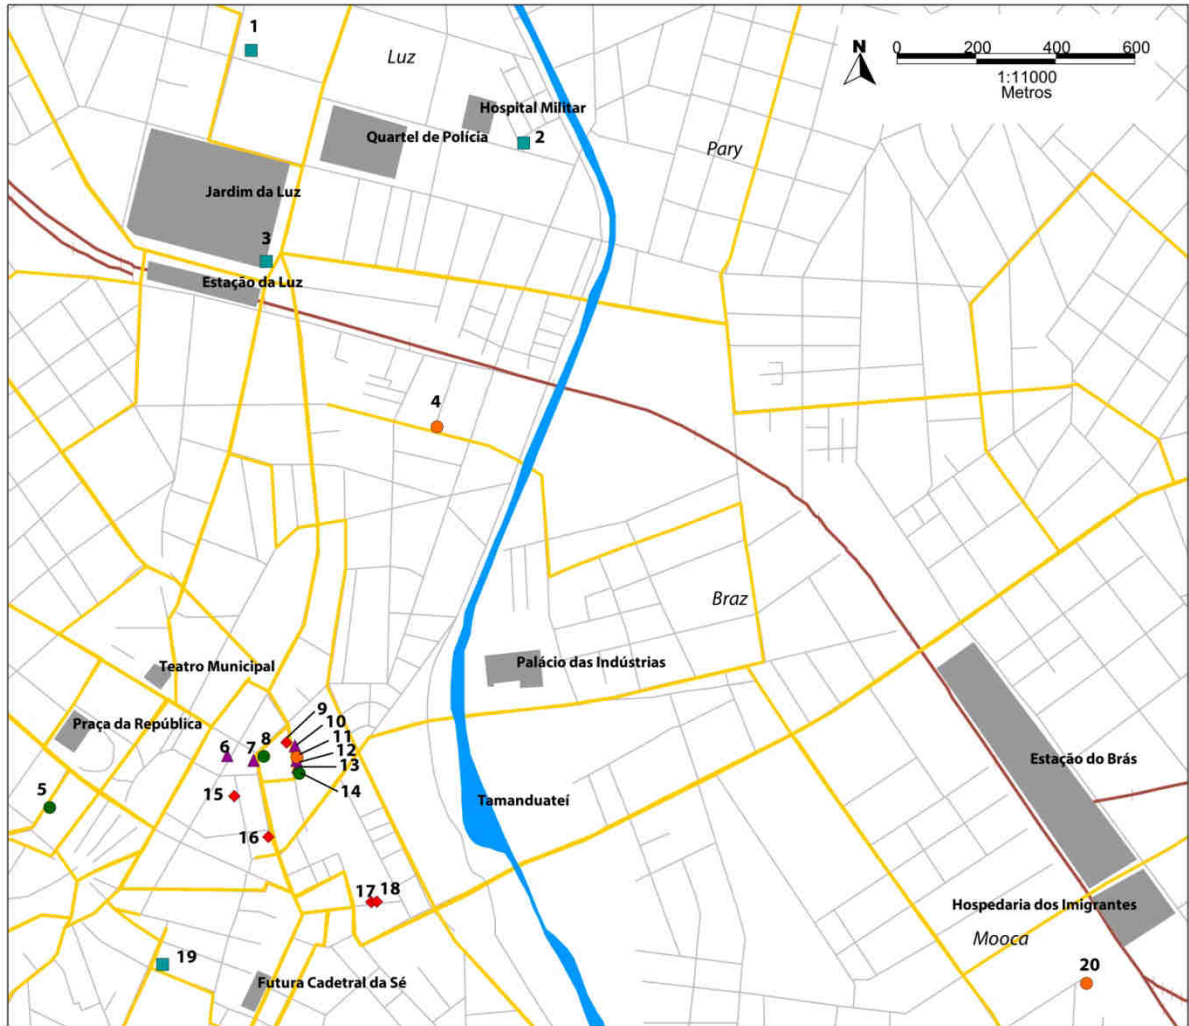 1
Luz
N
0 200 400 600
1:11000
Metros
Hospital Militar
Quartel de Polícia
2
Pary
Jardim da Luz
3
Estação da Luz
4
Braz
Teatro Municipal
Palácio das Indústrias
Praça da República
9
10
11
12
13
14
6
7
8
5
15
16
Tamanduateí
Estação do Brás
17
18
Hospedaria dos Imigrantes
Mooca
19
20
Futura Cadetral da Sé